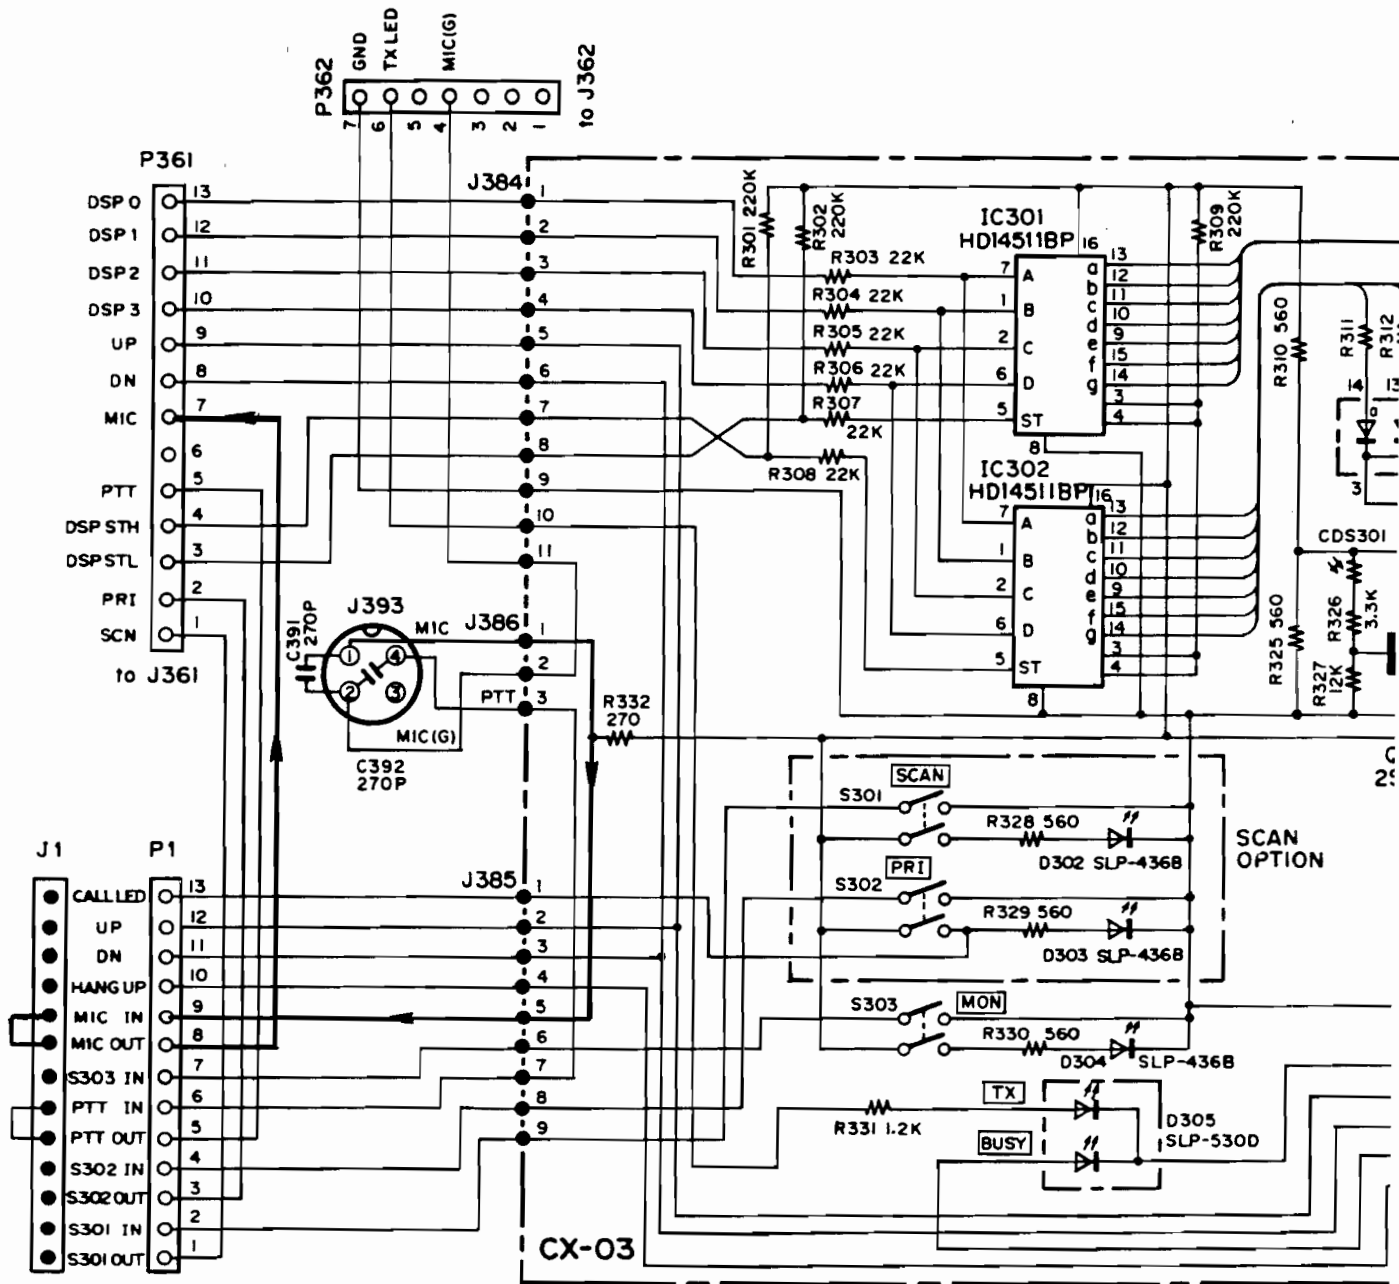 P362
GND
TX LED
MIC(G)
7
6
5
4
3
2
1
to J362
P361
DSP 0 13
DSP 1 12
DSP 2 11
DSP 3 10
UP 9
DN 8
MIC 7
6
PTT 5
DSP STH 4
DSP STL 3
PRI 2
SCN 1
to J361
J384
1
2
3
4
5
6
7
8
9
10
11
J386
1
2
3
J393
MIC
C391
270P
1
4
2
3
PTT
MIC(G)
C392
270P
R332
270
R301 220K
R302
220K
R303 22K
R304 22K
R305 22K
R306 22K
R307
22K
R308 22K
IC301
HD14511BP
16
7 A
1 B
2 C
6 D
5 ST
8
a 13
b 12
c 11
d 10
e 9
f 15
g 14
3
4
IC302
HD14511BP
16
7 A
1 B
2 C
6 D
5 ST
8
a 13
b 12
c 11
d 10
e 9
f 15
g 14
3
4
R309
220K
R310 560
R311
R312
14
13
a
3
CDS301
R325 560
R326
3.3K
R327
12K
SCAN
S301
R328 560
D302 SLP-436B
PRI
S302
R329 560
D303 SLP-436B
SCAN
OPTION
S303
MON
R330 560
D304 SLP-436B
TX
R331 1.2K
BUSY
D305
SLP-530D
J1
P1
CALL LED 13
UP 12
DN 11
HANG UP 10
MIC IN 9
MIC OUT 8
S303 IN 7
PTT IN 6
PTT OUT 5
S302 IN 4
S302 OUT 3
S301 IN 2
S301 OUT 1
J385
1
2
3
4
5
6
7
8
9
CX-03